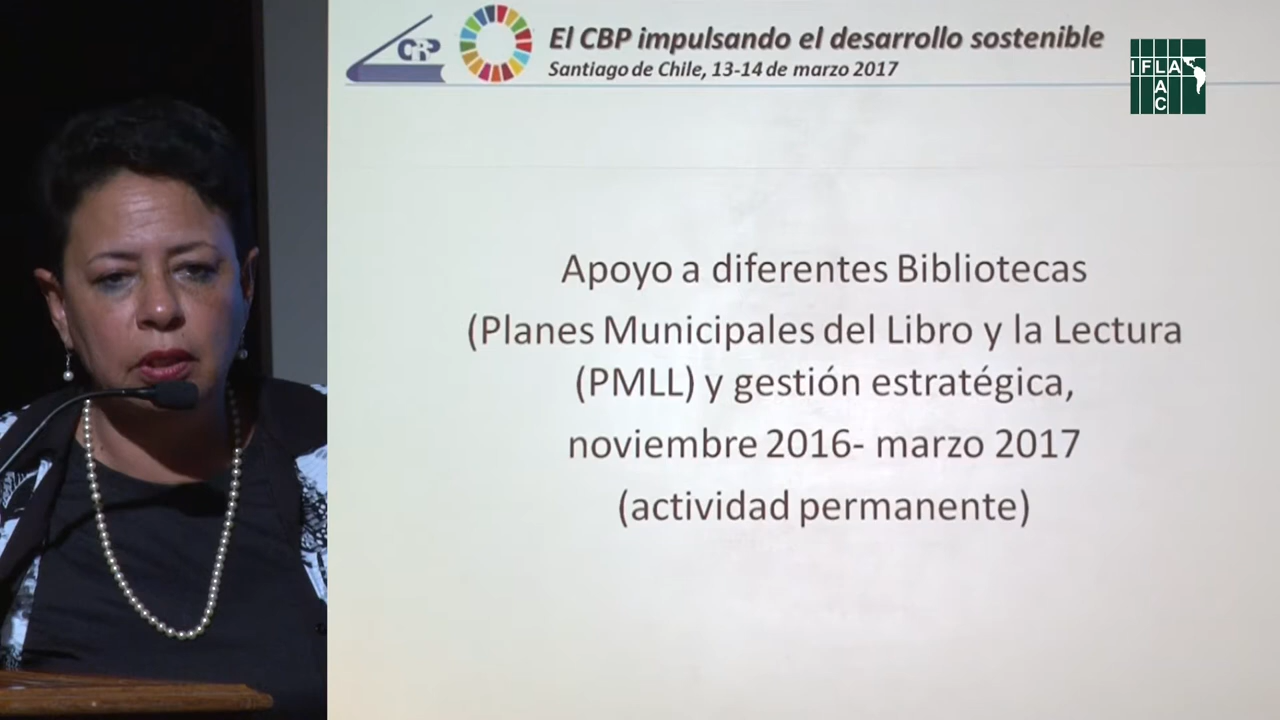 CBP
El CBP impulsando el desarrollo sostenible
Santiago de Chile, 13-14 de marzo 2017
IFLA
LAC
Apoyo a diferentes Bibliotecas
(Planes Municipales del Libro y la Lectura
(PMLL) y gestión estratégica,
noviembre 2016- marzo 2017
(actividad permanente)